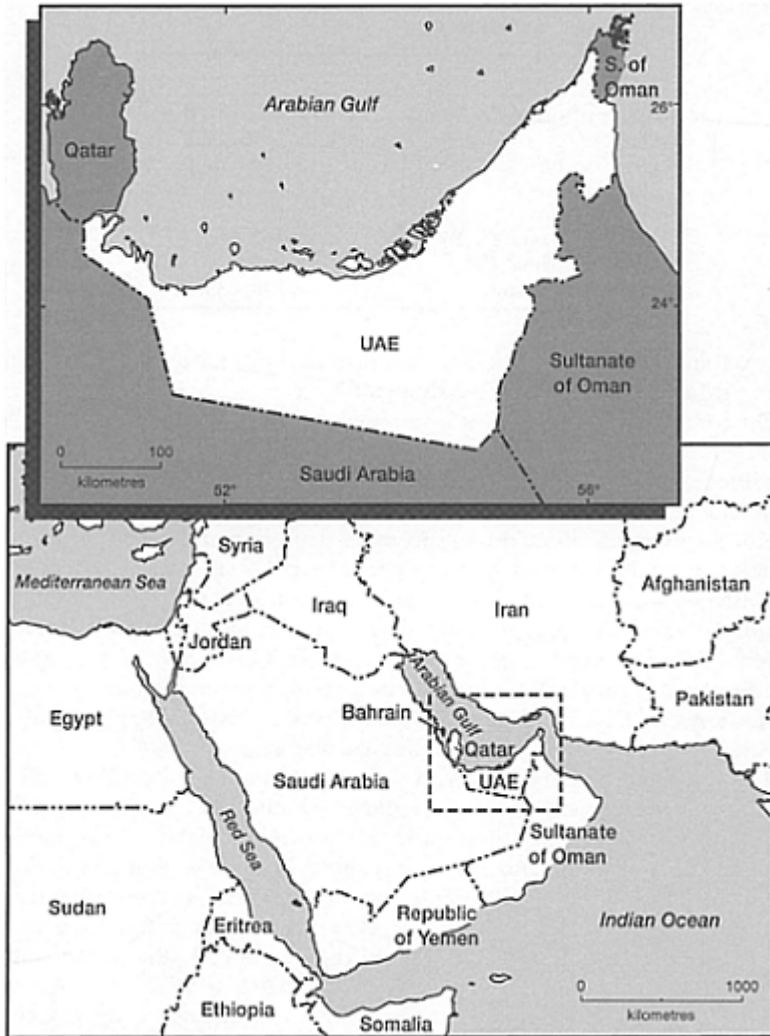 S. of
Oman
26°
Arabian Gulf
Qatar
24°
UAE
Sultanate
of Oman
0 100
kilometres
Saudi Arabia
52° 56°
Syria
Mediterranean Sea
Afghanistan
Iraq
Iran
Jordan
Arabian Gulf
Pakistan
Egypt
Bahrain
Qatar
Saudi Arabia
UAE
Red Sea
Sultanate
of Oman
Sudan
Republic
of Yemen
Indian Ocean
Eritrea
Ethiopia
0 1000
kilometres
Somalia